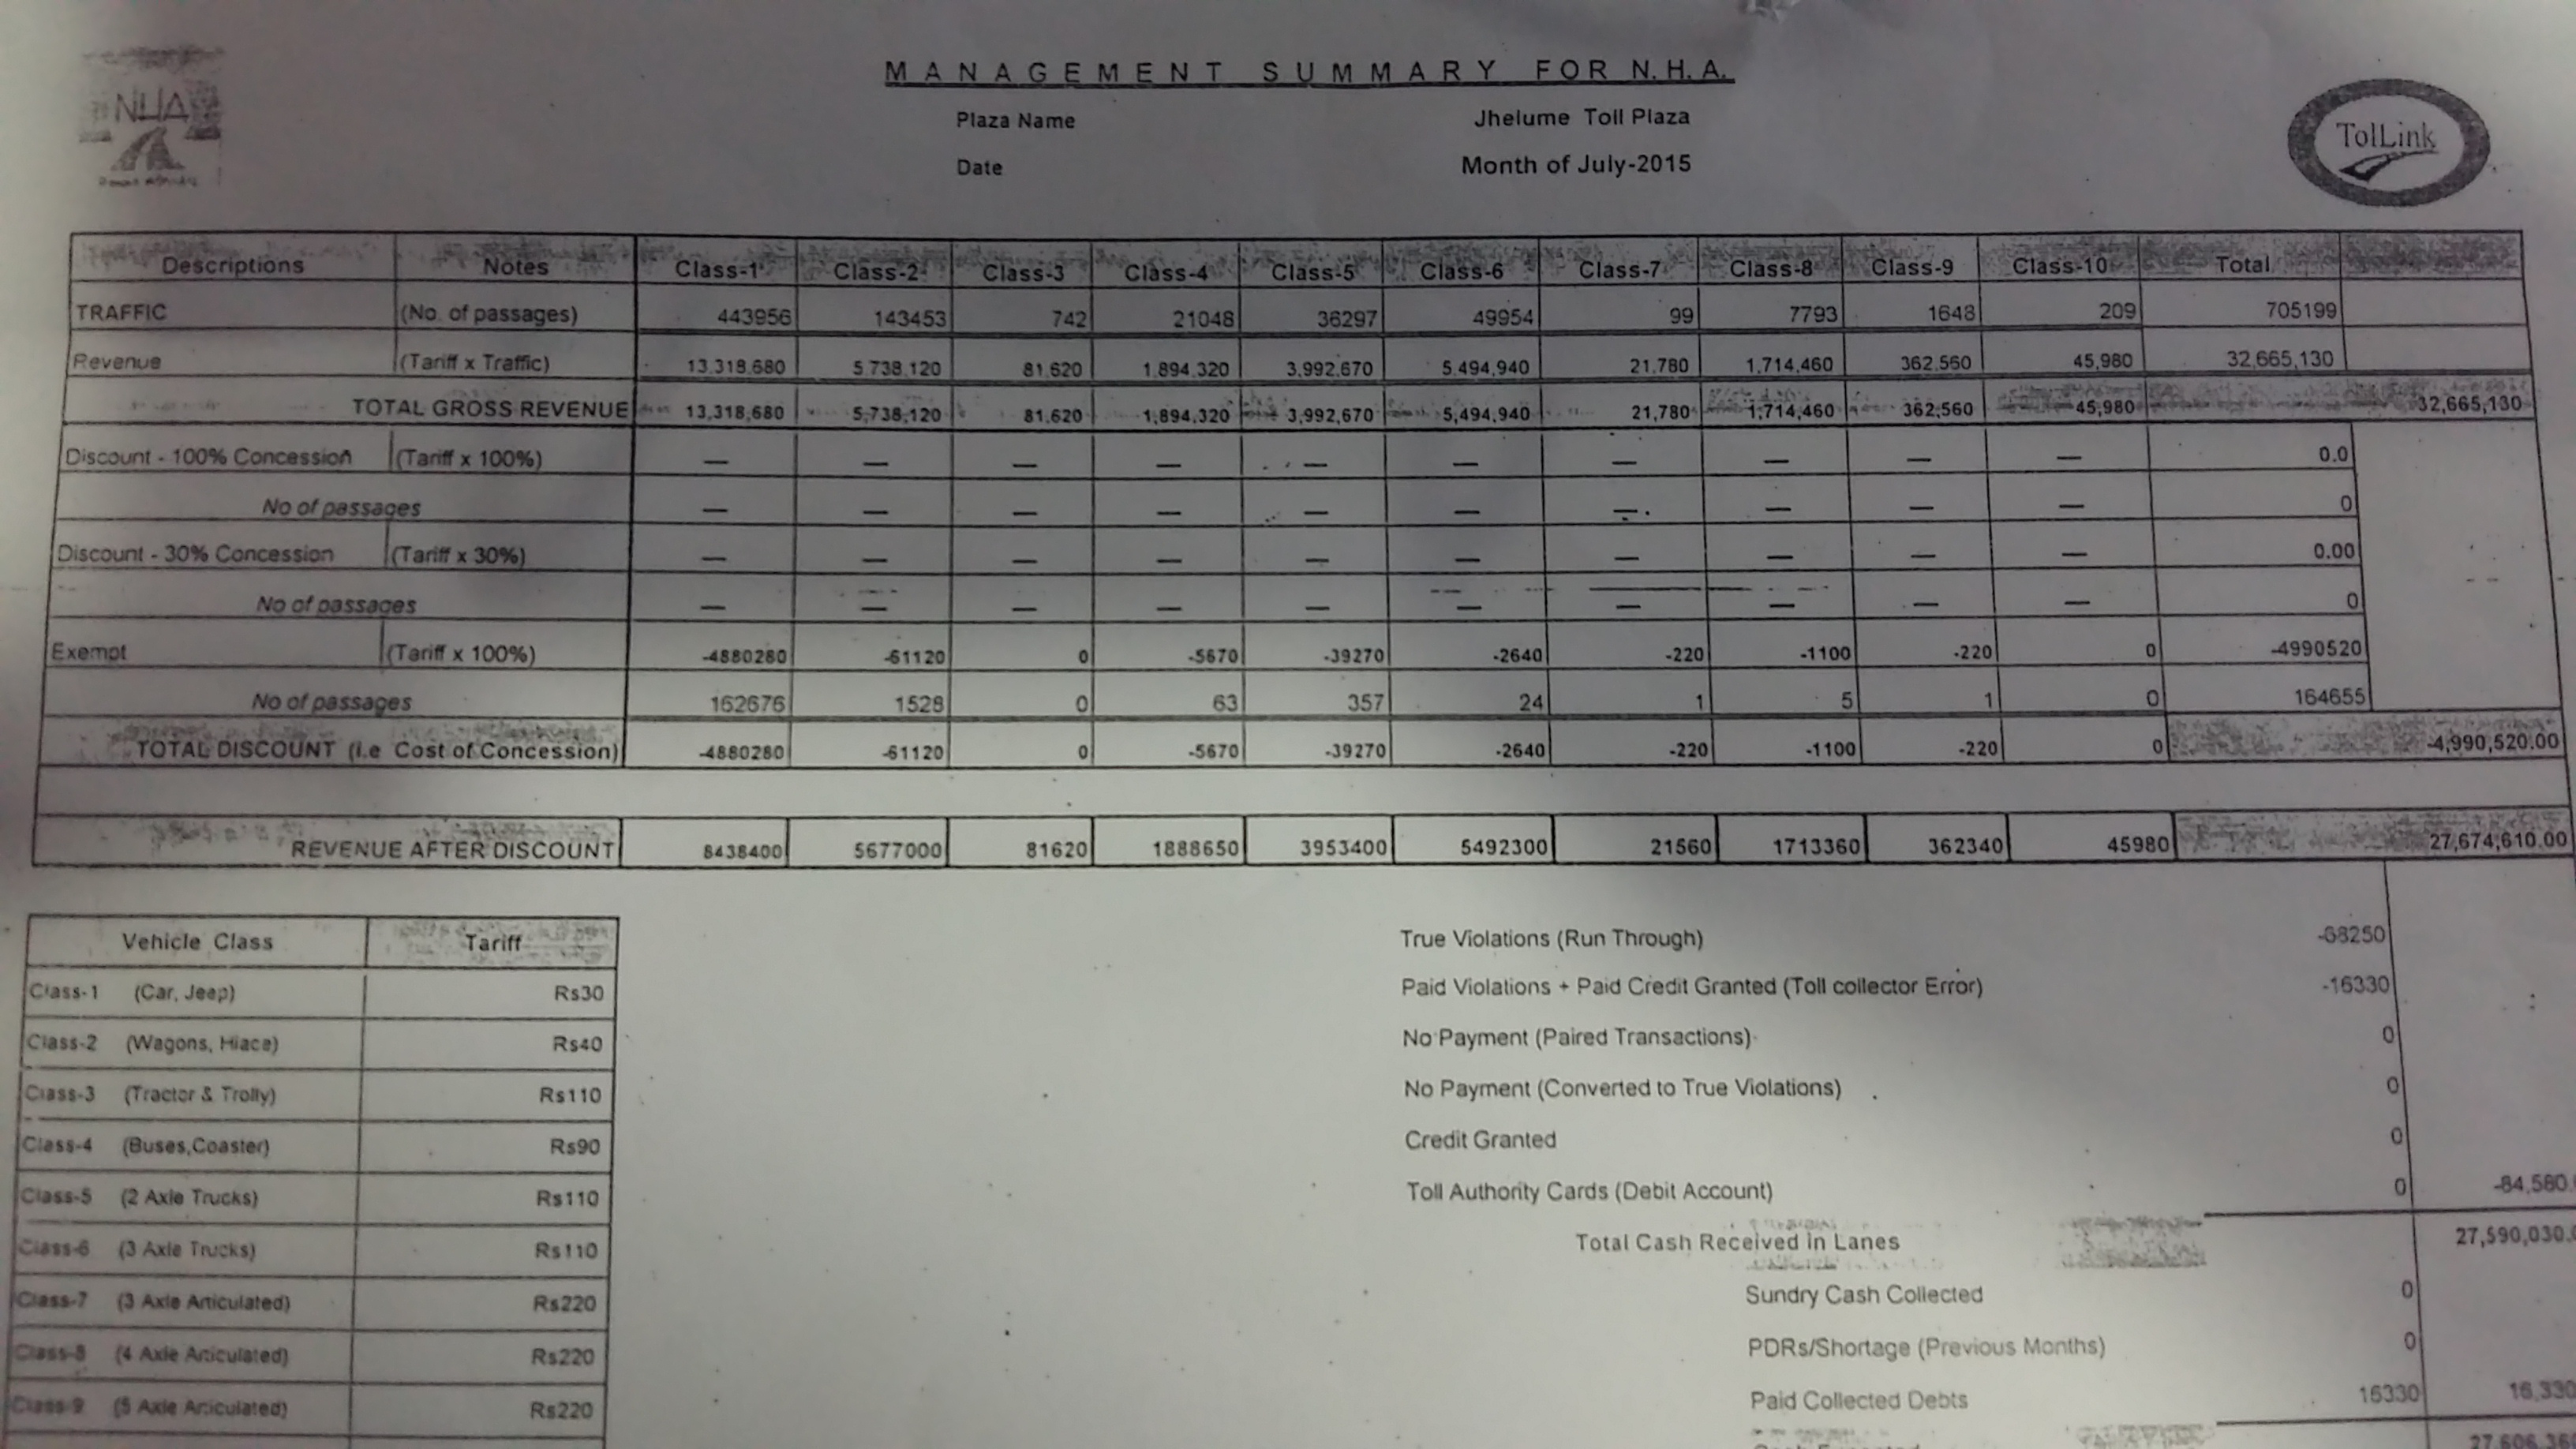 MANAGEMENT SUMMARY FOR N.H.A.
NHA
TolLink
Plaza Name Jhelume Toll Plaza
Date Month of July-2015
Descriptions Notes Class-1 Class-2 Class-3 Class-4 Class-5 Class-6 Class-7 Class-8 Class-9 Class-10 Total
TRAFFIC (No. of passages) 443956 143453 742 21048 36297 49954 99 7793 1648 209 705199
Revenue (Tariff x Traffic) 13,318,680 5,738,120 81,620 1,894,320 3,992,670 5,494,940 21,780 1,714,460 362,560 45,980 32,665,130
TOTAL GROSS REVENUE 13,318,680 5,738,120 81,620 1,894,320 3,992,670 5,494,940 21,780 1,714,460 362,560 45,980 32,665,130
Discount - 100% Concession (Tariff x 100%) — — — — — — — — — — 0.0
No of passages — — — — — — — — — — 0
Discount - 30% Concession (Tariff x 30%) — — — — — — — — — — 0.00
No of passages — — — — — — — — — — 0
Exempt (Tariff x 100%) -4880280 -61120 0 -5670 -39270 -2640 -220 -1100 -220 0 -4990520
No of passages 162676 1528 0 63 357 24 1 5 1 0 164655
TOTAL DISCOUNT (i.e Cost of Concession) -4880280 -61120 0 -5670 -39270 -2640 -220 -1100 -220 0 -4,990,520.00
REVENUE AFTER DISCOUNT 8438400 5677000 81620 1888650 3953400 5492300 21560 1713360 362340 45980 27,674,610.00
Vehicle Class Tariff
Class-1 (Car, Jeep) Rs30
Class-2 (Wagons, Hiace) Rs40
Class-3 (Tractor & Trolly) Rs110
Class-4 (Buses,Coaster) Rs90
Class-5 (2 Axle Trucks) Rs110
Class-6 (3 Axle Trucks) Rs110
Class-7 (3 Axle Articulated) Rs220
Class-8 (4 Axle Articulated) Rs220
Class-9 (5 Axle Articulated) Rs220
True Violations (Run Through) -68250
Paid Violations + Paid Credit Granted (Toll collector Error) -16330
No Payment (Paired Transactions) 0
No Payment (Converted to True Violations) 0
Credit Granted 0
Toll Authority Cards (Debit Account) 0 -84,580.
Total Cash Received in Lanes 27,590,030.
Sundry Cash Collected 0
PDRs/Shortage (Previous Months) 0
Paid Collected Debts 16330 16,330